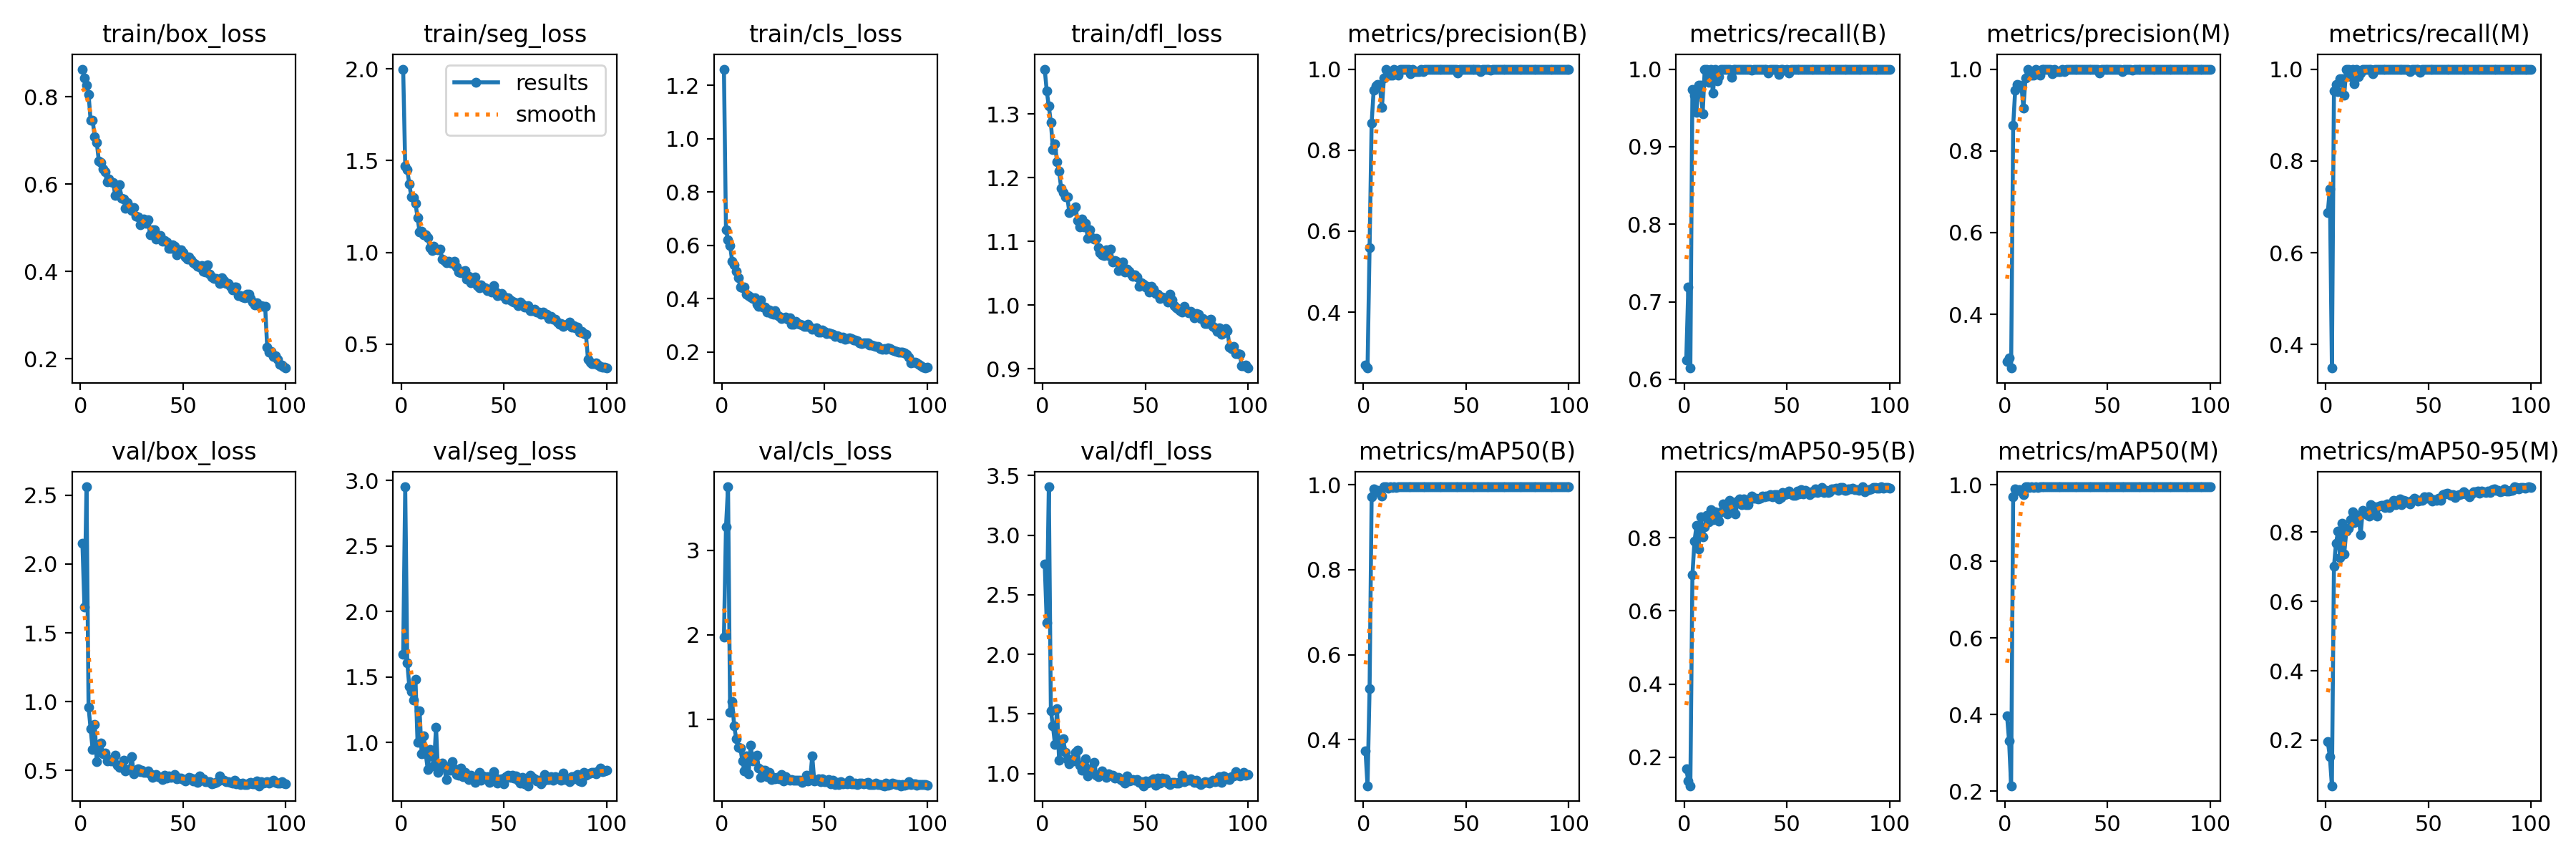 train/box_loss
train/seg_loss
train/cls_loss
train/dfl_loss
metrics/precision(B)
metrics/recall(B)
metrics/precision(M)
metrics/recall(M)
0.8
0.6
0.4
0.2
0 50 100
2.0
1.5
1.0
0.5
0 50 100
results
smooth
1.2
1.0
0.8
0.6
0.4
0.2
0 50 100
1.3
1.2
1.1
1.0
0.9
0 50 100
1.0
0.8
0.6
0.4
0 50 100
1.0
0.9
0.8
0.7
0.6
0 50 100
1.0
0.8
0.6
0.4
0 50 100
1.0
0.8
0.6
0.4
0 50 100
val/box_loss
val/seg_loss
val/cls_loss
val/dfl_loss
metrics/mAP50(B)
metrics/mAP50-95(B)
metrics/mAP50(M)
metrics/mAP50-95(M)
2.5
2.0
1.5
1.0
0.5
0 50 100
3.0
2.5
2.0
1.5
1.0
0 50 100
3
2
1
0 50 100
3.5
3.0
2.5
2.0
1.5
1.0
0 50 100
1.0
0.8
0.6
0.4
0 50 100
0.8
0.6
0.4
0.2
0 50 100
1.0
0.8
0.6
0.4
0.2
0 50 100
0.8
0.6
0.4
0.2
0 50 100